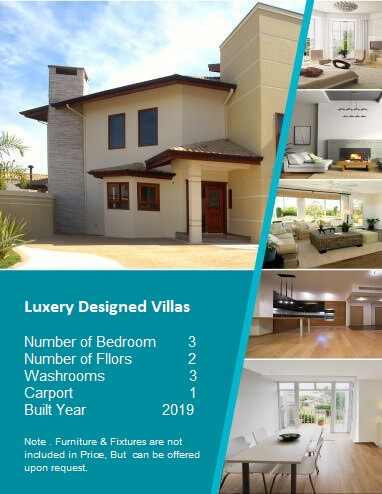 Luxery Designed Villas
Number of Bedroom 3
Number of Fllors 2
Washrooms 3
Carport 1
Built Year 2019
Note . Furniture & Fixtures are not
included in Price, But can be offered
upon request.